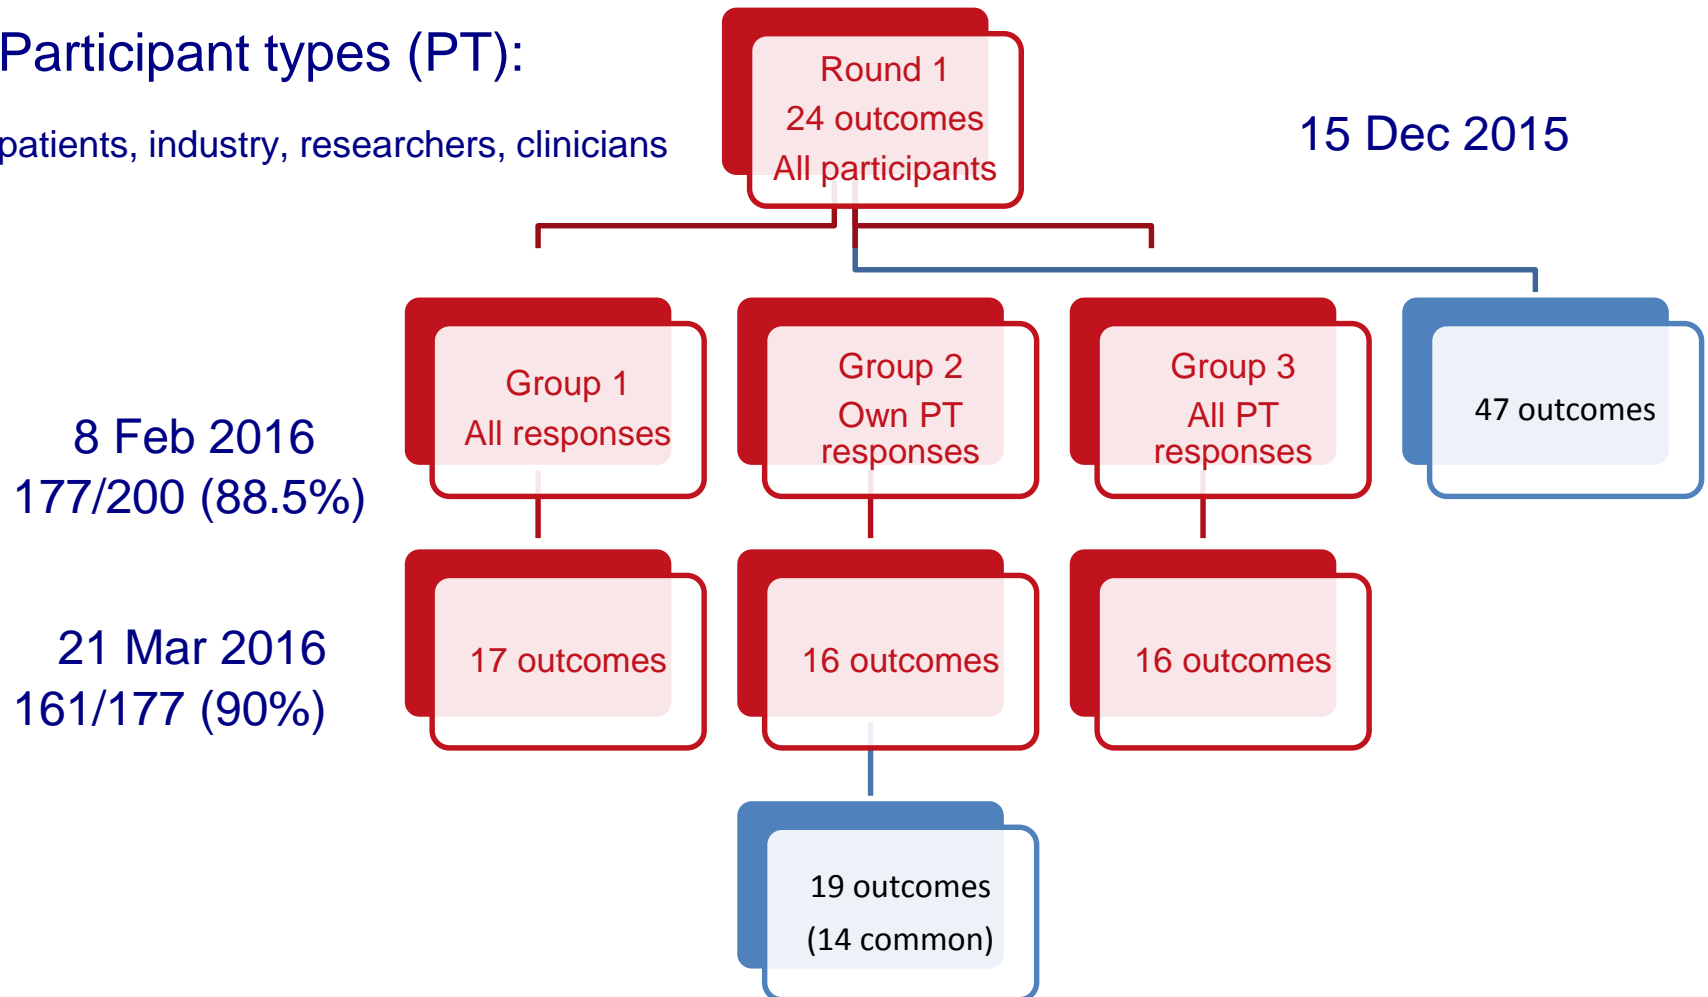 Participant types (PT):
patients, industry, researchers, clinicians
Round 1
24 outcomes
All participants
15 Dec 2015
8 Feb 2016
177/200 (88.5%)
Group 1
All responses
Group 2
Own PT
responses
Group 3
All PT
responses
47 outcomes
21 Mar 2016
161/177 (90%)
17 outcomes
16 outcomes
16 outcomes
19 outcomes
(14 common)